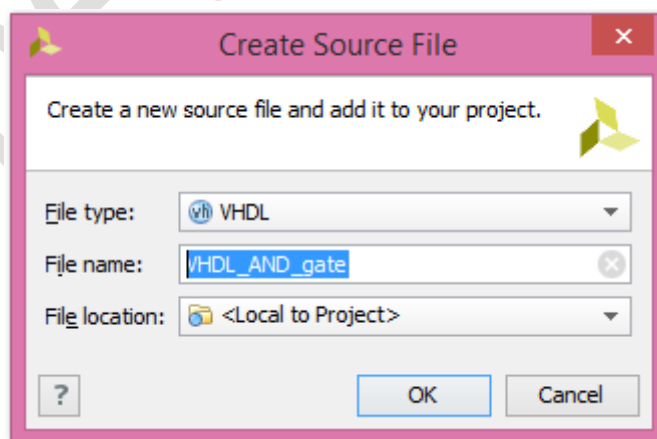 Create Source File
Create a new source file and add it to your project.
File type: VHDL
File name: VHDL_AND_gate
File location: <Local to Project>
? OK Cancel